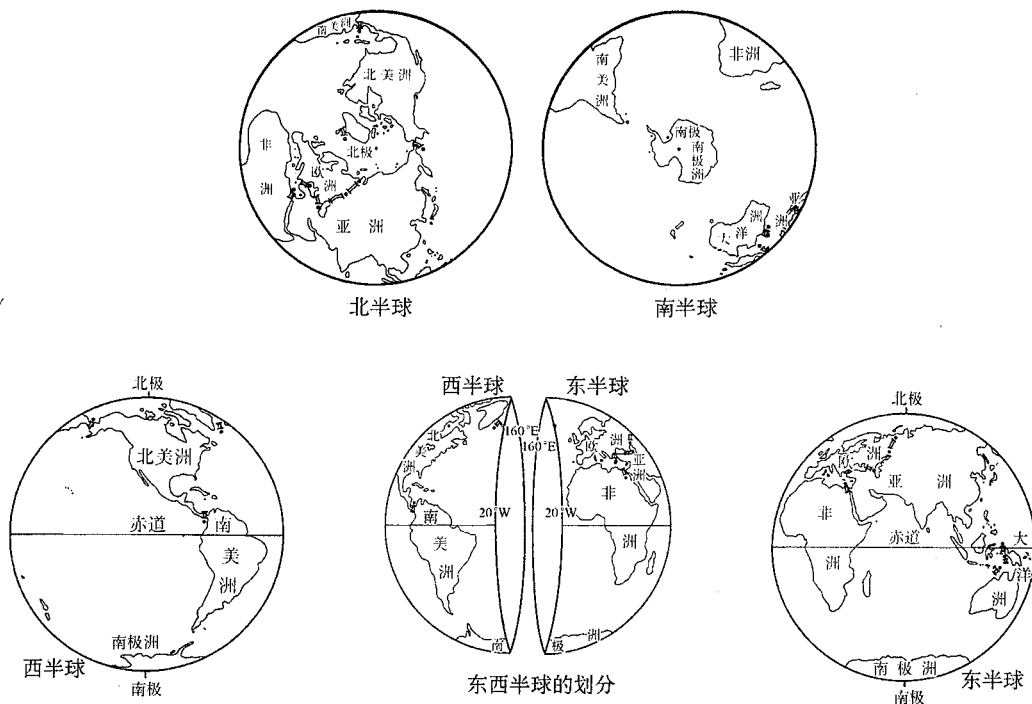 南美洲
北美洲
北极
非洲
欧洲
亚洲
北半球
南美洲
非洲
南极
南极洲
大洋洲
亚洲
南半球
北极
北美洲
赤道
南美洲
南极洲
西半球
南极
西半球
东半球
北美洲
160°E
160°E
欧洲
亚洲
非洲
20°W
20°W
南美洲
南极洲
东西半球的划分
北极
欧洲
亚洲
非洲
赤道
大洋洲
南极洲
东半球
南极